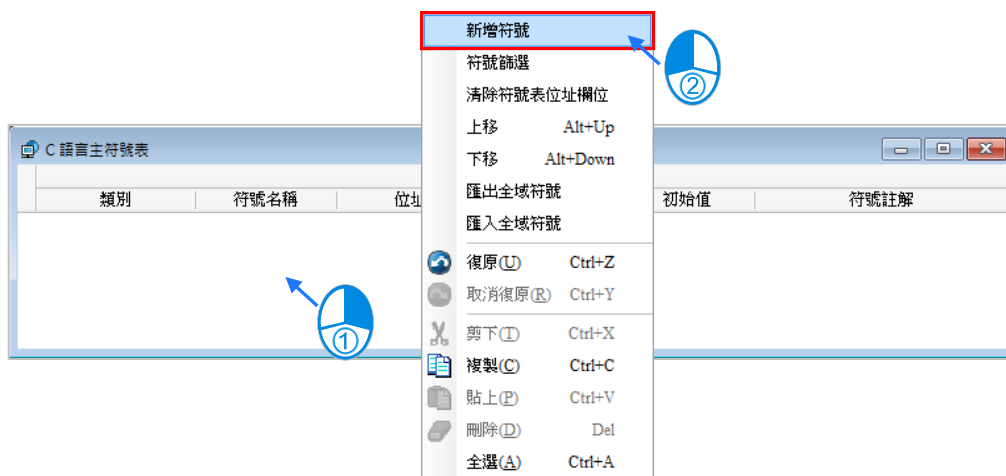 新增符號
符號篩選
清除符號表位址欄位
上移 Alt+Up
下移 Alt+Down
匯出全域符號
匯入全域符號
復原(U) Ctrl+Z
取消復原(R) Ctrl+Y
剪下(T) Ctrl+X
複製(C) Ctrl+C
貼上(P) Ctrl+V
刪除(D) Del
全選(A) Ctrl+A
②
C 語言主符號表
類別 符號名稱 位址 初始值 符號註解
①